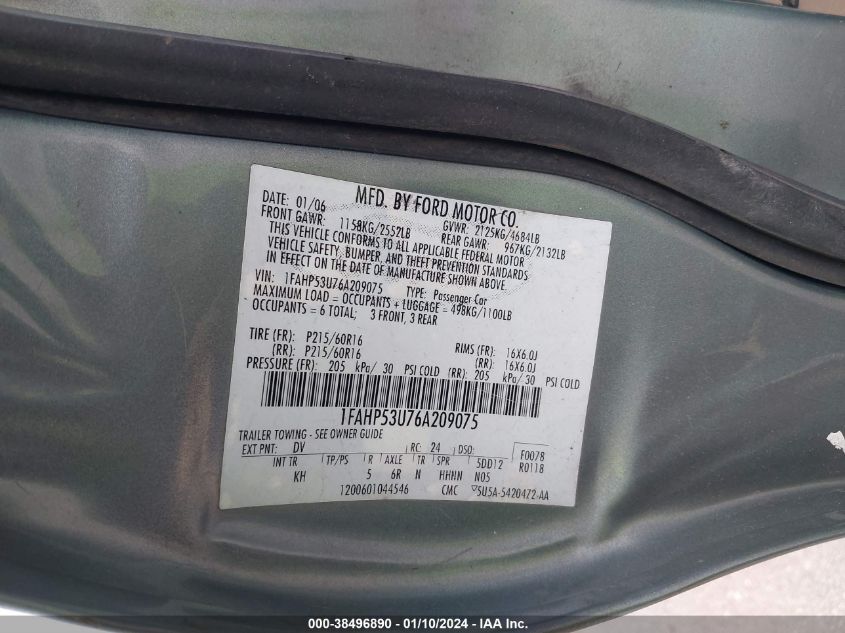 MFD. BY FORD MOTOR CO.
DATE: 01/06 GVWR: 2125KG/4684LB
FRONT GAWR: 1158KG/2552LB REAR GAWR: 967KG/2132LB
THIS VEHICLE CONFORMS TO ALL APPLICABLE FEDERAL MOTOR
VEHICLE SAFETY, BUMPER, AND THEFT PREVENTION STANDARDS
IN EFFECT ON THE DATE OF MANUFACTURE SHOWN ABOVE.
VIN: 1FAHP53U76A209075 TYPE: Passenger Car
MAXIMUM LOAD = OCCUPANTS + LUGGAGE = 498KG/1100LB
OCCUPANTS = 6 TOTAL; 3 FRONT, 3 REAR
TIRE (FR): P215/60R16 RIMS (FR): 16X6.0J
(RR): P215/60R16 (RR): 16X6.0J
PRESSURE (FR): 205 kPa/ 30 PSI COLD (RR): 205 kPa/ 30 PSI COLD
1FAHP53U76A209075
TRAILER TOWING - SEE OWNER GUIDE
EXT PNT: DV RC: 24 DSO: F0078
INT TR TP/PS R AXLE TR SPR 5DD12 R0118
KH 5 6R N HHNN N05
1200601044546 CMC 5U5A-5420472-AA
000-38496890 - 01/10/2024 - IAA Inc.